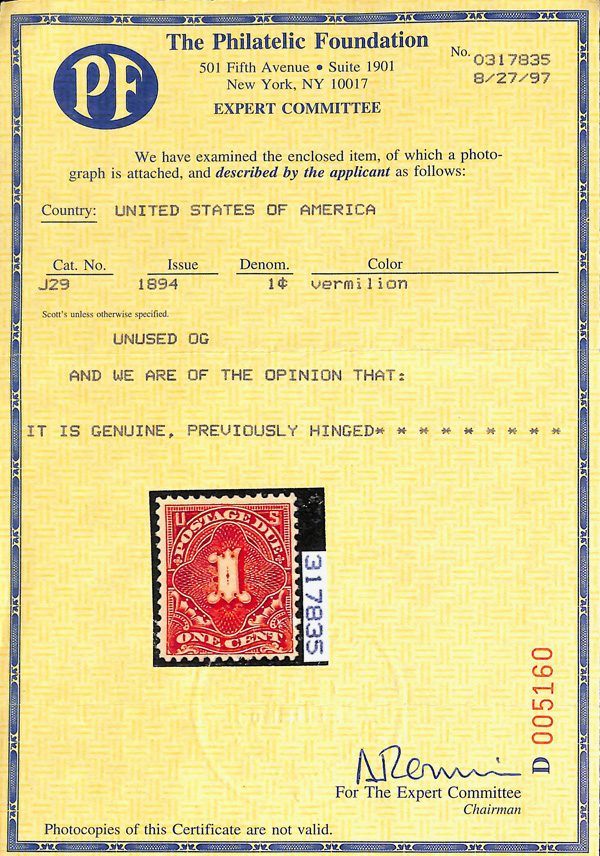 PF
The Philatelic Foundation
501 Fifth Avenue • Suite 1901
New York, NY 10017
EXPERT COMMITTEE
No. 0317835
8/27/97
We have examined the enclosed item, of which a photo-
graph is attached, and described by the applicant as follows:
Country: UNITED STATES OF AMERICA
Cat. No. Issue Denom. Color
J29 1894 1¢ vermilion
Scott's unless otherwise specified.
UNUSED OG
AND WE ARE OF THE OPINION THAT:
IT IS GENUINE, PREVIOUSLY HINGED* * * * * * * * *
U S
POSTAGE DUE
1
ONE CENT
317835
D 005160
For The Expert Committee
Chairman
Photocopies of this Certificate are not valid.